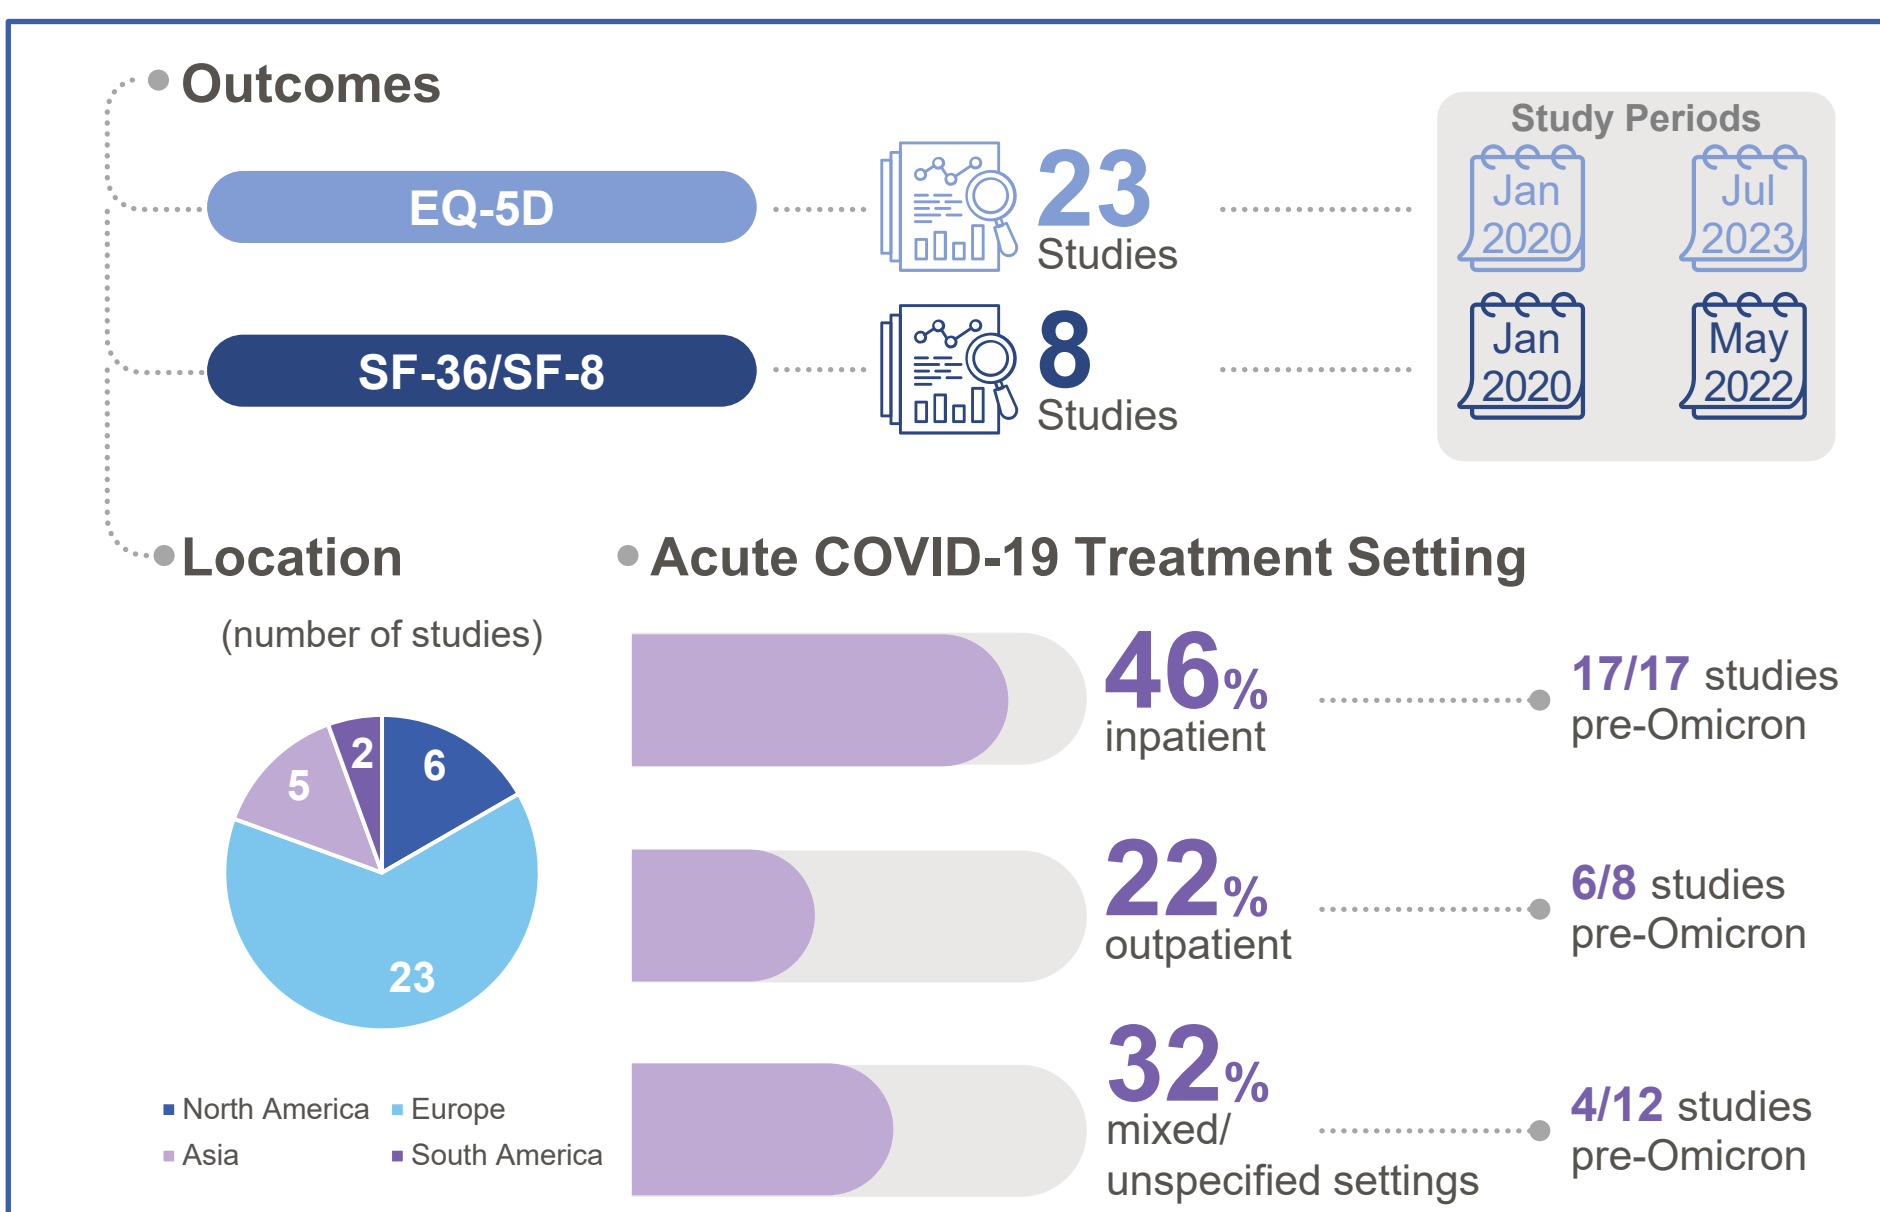 Outcomes
EQ-5D
23
Studies
SF-36/SF-8
8
Studies
Study Periods
Jan
2020
Jul
2023
Jan
2020
May
2022
Location
(number of studies)
6
23
5
2
North America
Europe
Asia
South America
Acute COVID-19 Treatment Setting
46%
inpatient
17/17 studies
pre-Omicron
22%
outpatient
6/8 studies
pre-Omicron
32%
mixed/
unspecified settings
4/12 studies
pre-Omicron